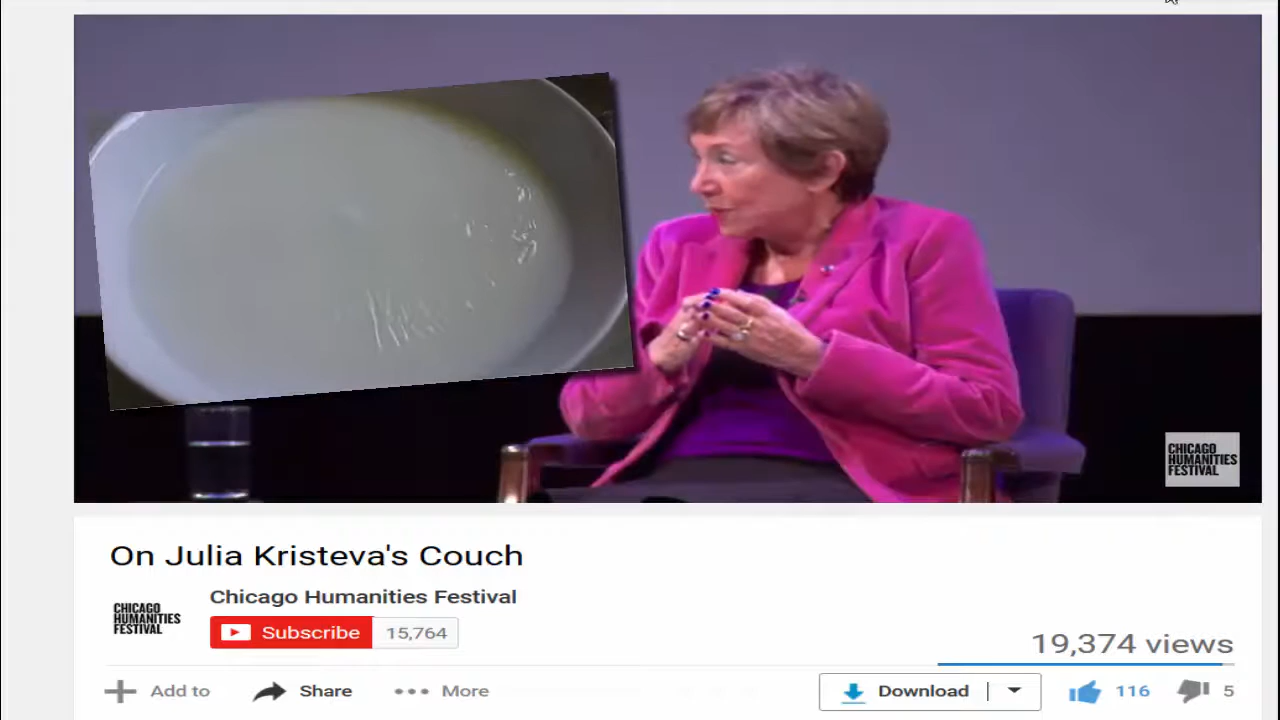 CHICAGO
HUMANITIES
FESTIVAL
On Julia Kristeva's Couch
CHICAGO
HUMANITIES
FESTIVAL
Chicago Humanities Festival
Subscribe 15,764
19,374 views
Add to Share More Download 116 5